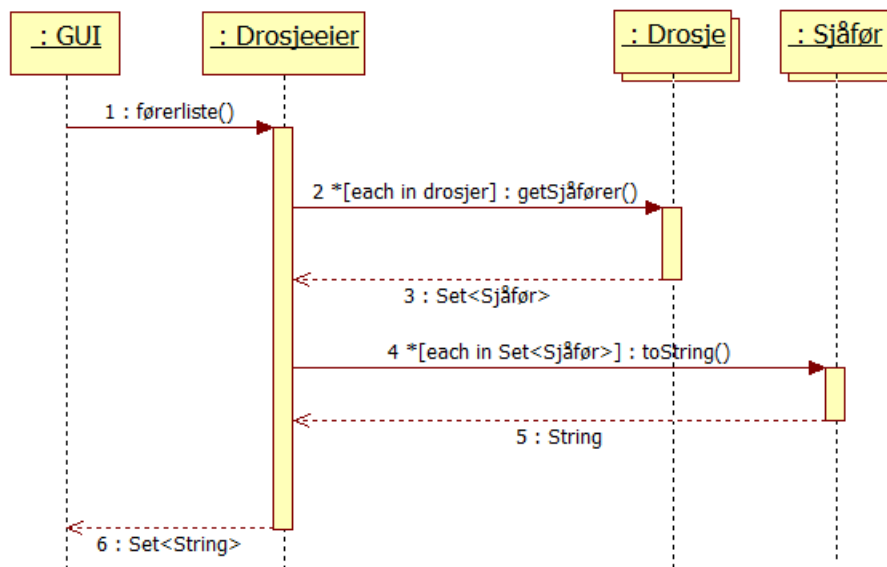 : GUI
: Drosjeeier
: Drosje
: Sjåfør
1 : førerliste()
2 *[each in drosjer] : getSjåfører()
3 : Set<Sjåfør>
4 *[each in Set<Sjåfør>] : toString()
5 : String
6 : Set<String>